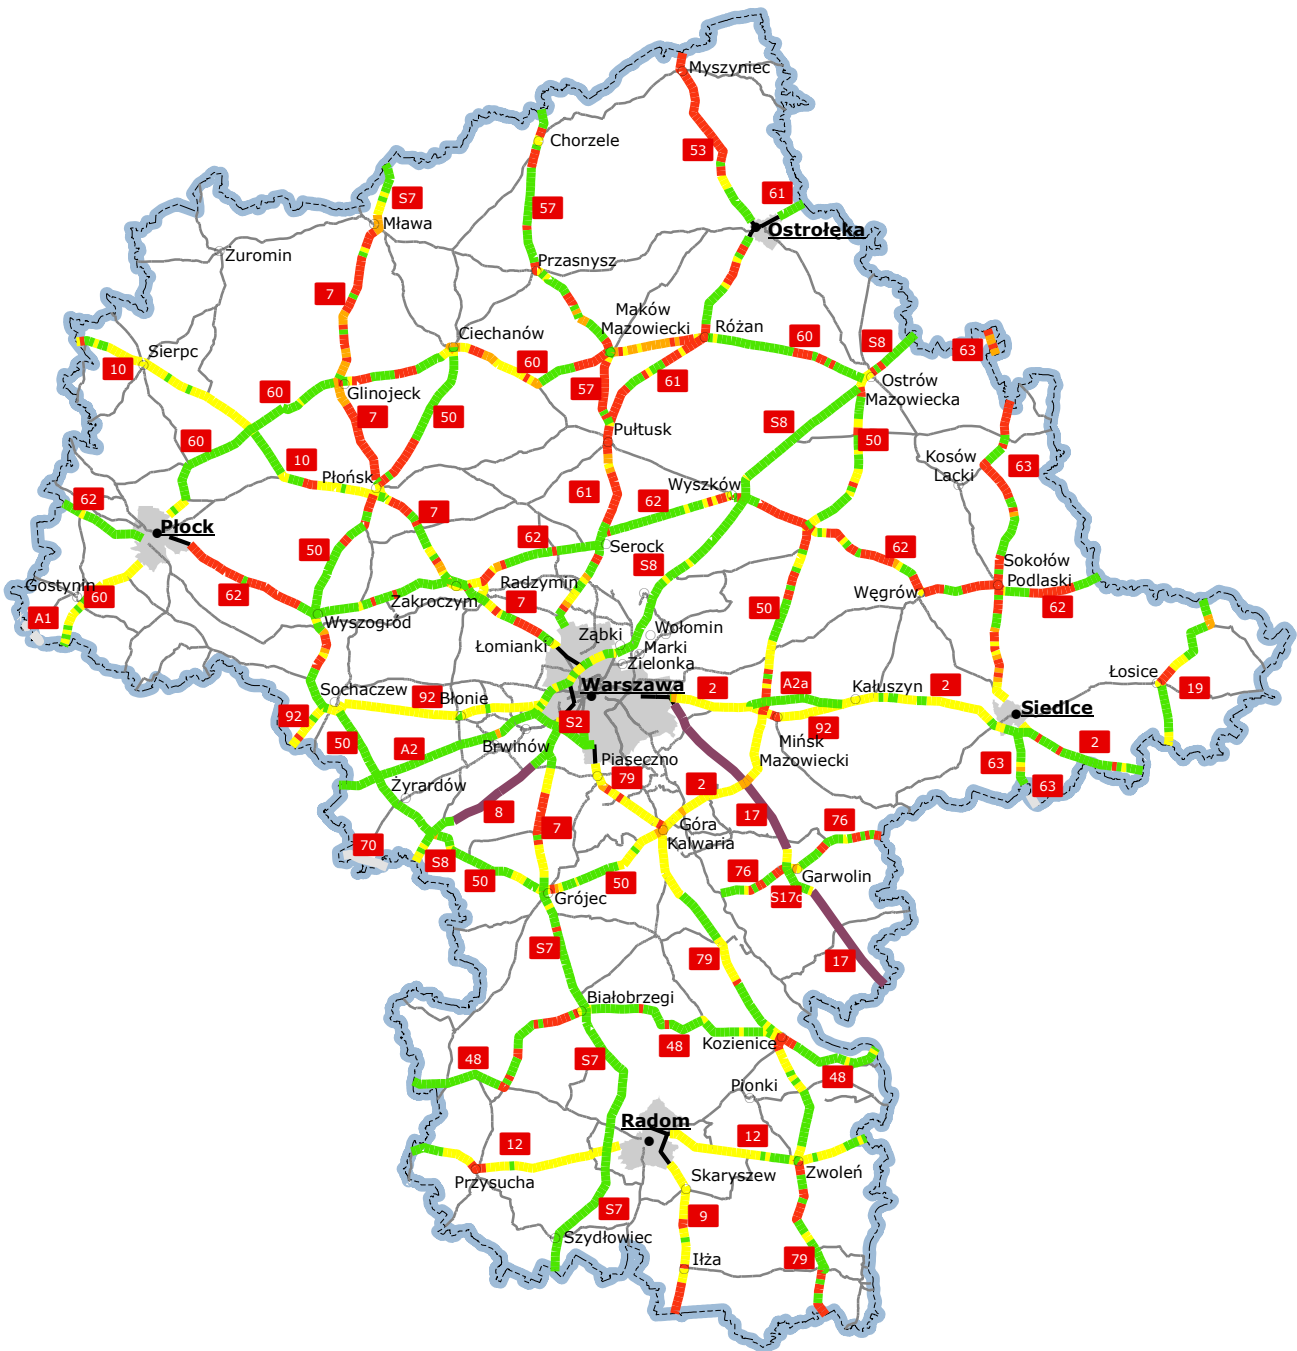 Myszyniec
Chorzele
53
61
S7
57
Mława
Ostrołęka
Żuromin
Przasnysz
7
Maków
Mazowiecki
Różan
Ciechanów
60
S8
63
Sierpc
10
60
60
61
57
Ostrów
Mazowiecka
Glinojeck
7
50
S8
Pułtusk
50
60
10
Kosów
Lacki
63
Płońsk
Wyszków
61
62
62
7
Płock
62
50
Serock
62
Sokołów
Podlaski
S8
Gostynin
60
62
Zakroczym
Radzymin
7
Węgrów
62
A1
Wyszogród
50
Łomianki
Ząbki
Wołomin
Marki
Zielonka
Warszawa
2
A2a
Kałuszyn
2
Łosice
19
Sochaczew
92
Błonie
92
S2
92
Siedlce
50
A2
Brwinów
Mińsk
Mazowiecki
2
Piaseczno
79
63
63
Żyrardów
2
8
17
7
Góra
Kalwaria
76
70
S8
50
50
76
Garwolin
S17c
Grójec
S7
79
17
Białobrzegi
48
S7
48
Kozienice
48
Pionki
Radom
12
12
Przysucha
Skaryszew
Zwoleń
S7
9
Szydłowiec
Iłża
79